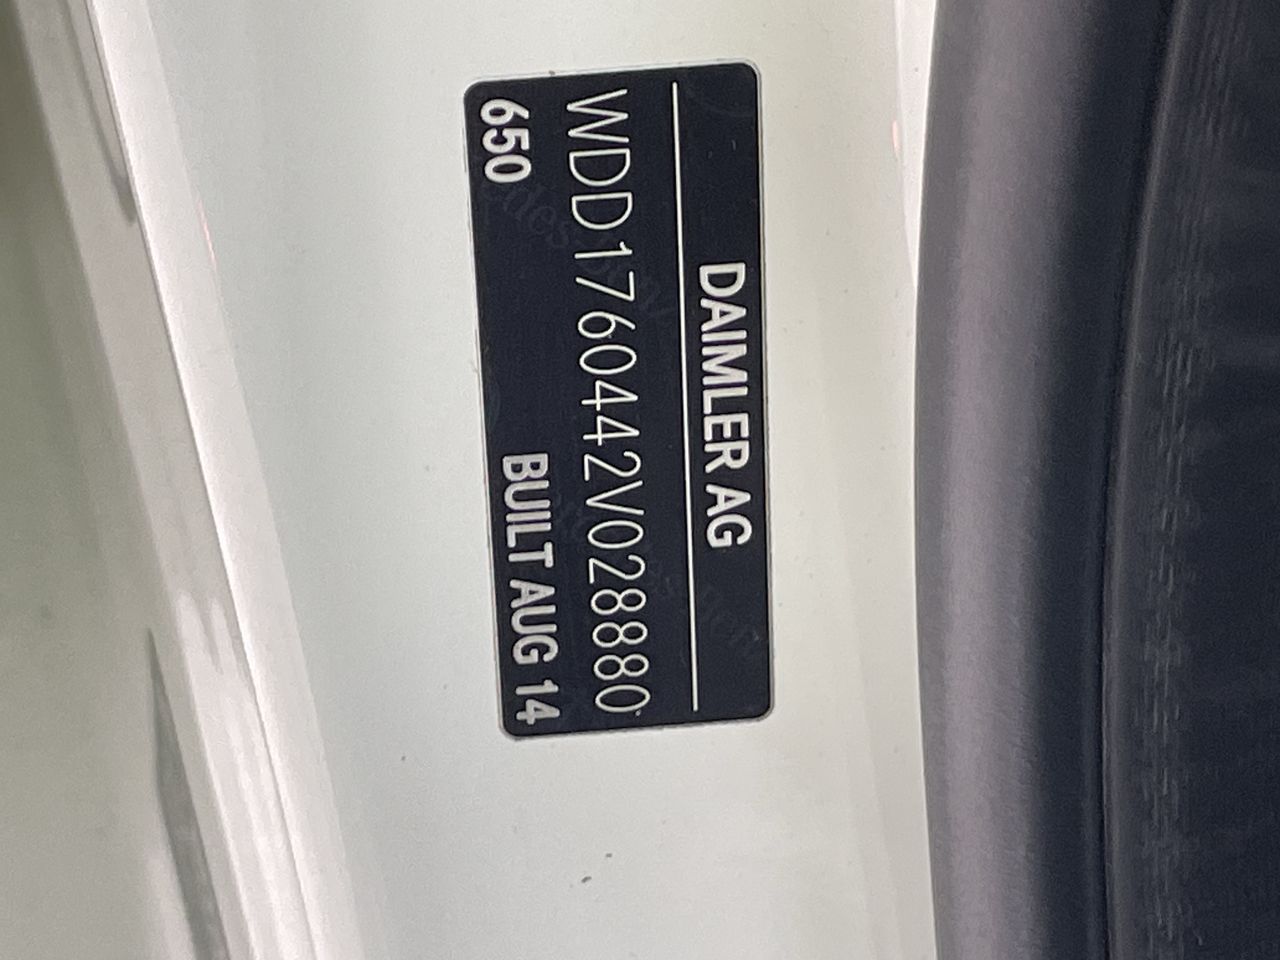 DAIMLER AG
WDD1760442V028880
650 BUILT AUG 14